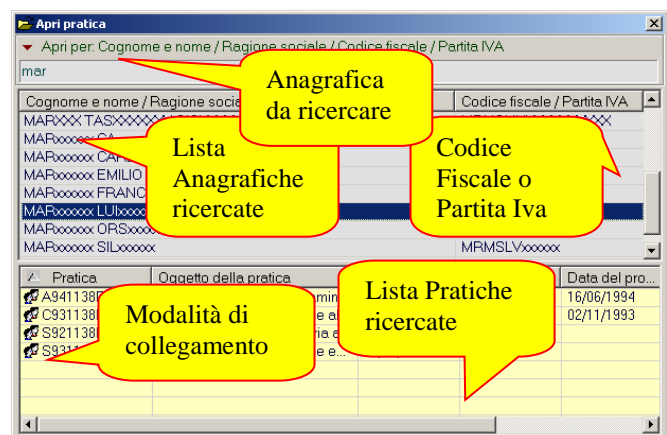 Apri pratica
Apri per: Cognome e nome / Ragione sociale / Codice fiscale / Partita IVA
mar
Anagrafica
da ricercare
Cognome e nome / Ragione
Codice fiscale / Partita IVA
Lista
Anagrafiche
ricercate
Codice
Fiscale o
Partita Iva
MARxxxxxx EMILIO
MARxxxxxx
MARxxxxxx
MARxxxxxx
MARxxxxxx SILxxxxxx
MRMSLVxxxxxx
Pratica
Oggetto della pratica
Data del pro...
Lista Pratiche
ricercate
16/06/1994
02/11/1993
Modalità di
collegamento